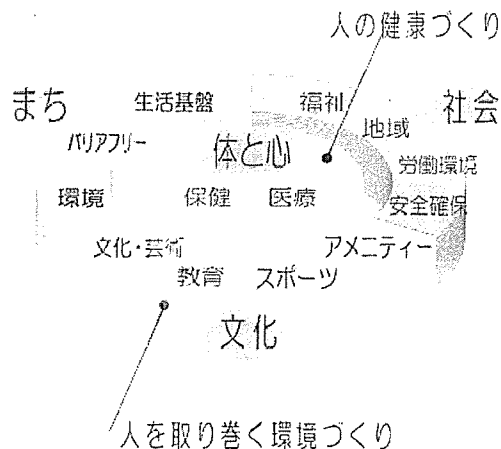 人の健康づくり
まち
生活基盤
福祉
社会
地域
バリアフリー
体と心
労働環境
環境
保健
医療
安全確保
文化・芸術
アメニティー
教育
スポーツ
文化
人を取り巻く環境づくり